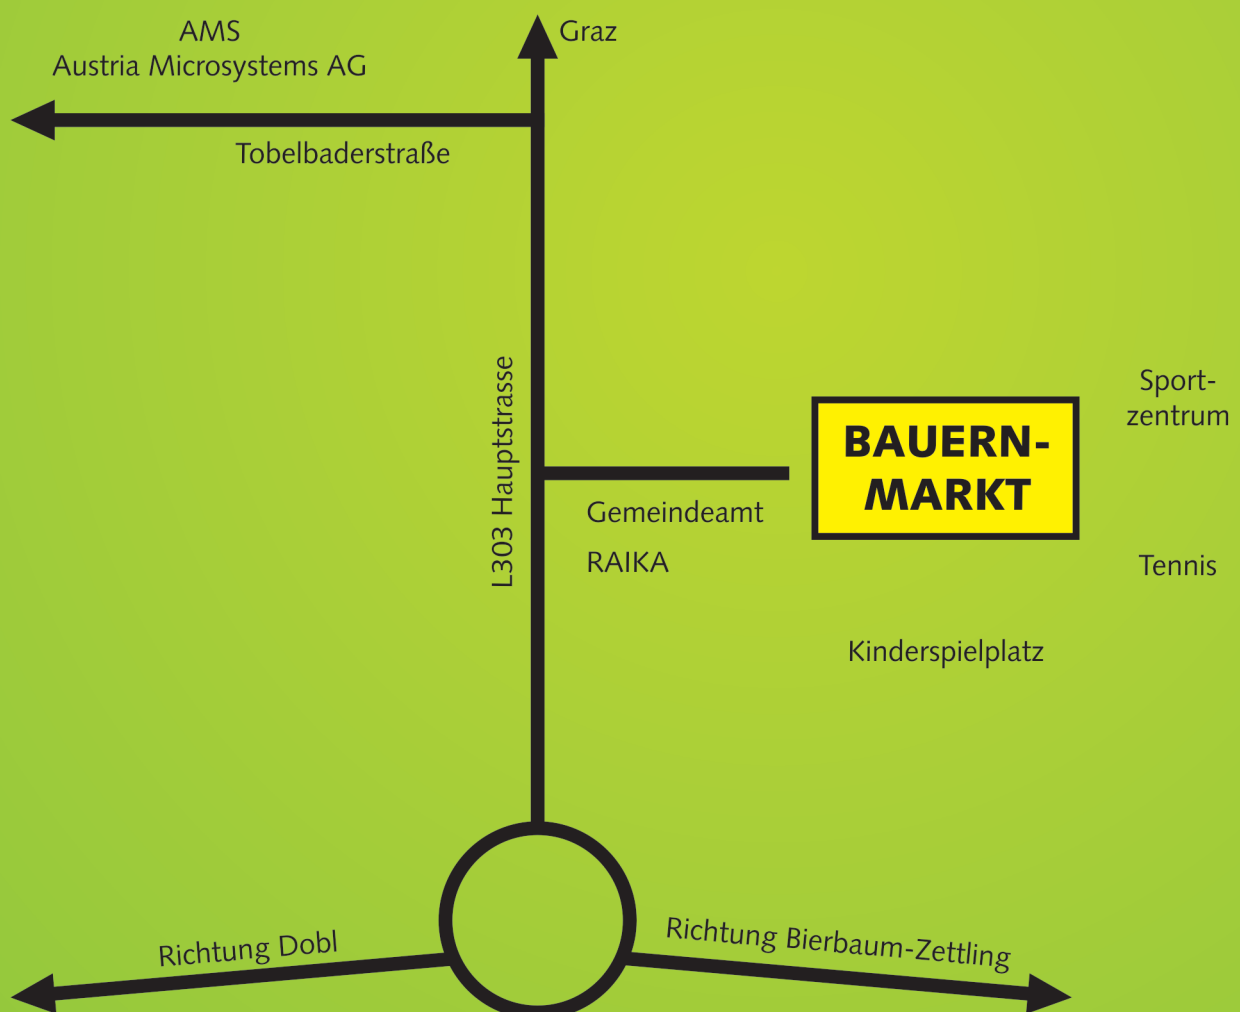 AMS
Austria Microsystems AG
Graz
Tobelbaderstraße
L303 Hauptstrasse
BAUERN-
MARKT
Sport-
zentrum
Gemeindeamt
RAIKA
Tennis
Kinderspielplatz
Richtung Dobl
Richtung Bierbaum-Zettling